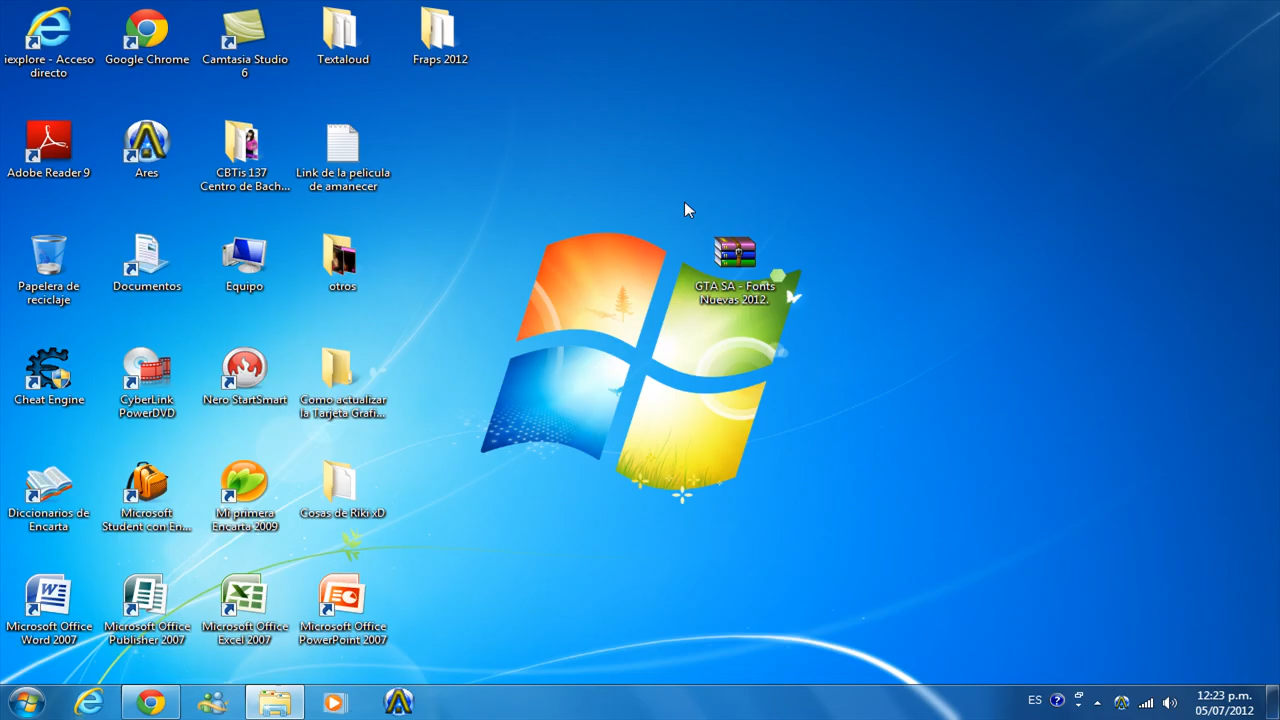 iexplore - Acceso
directo
Google Chrome
Camtasia Studio
6
Textaloud
Fraps 2012
Adobe Reader 9
Ares
CBTis 137
Centro de Bach...
Link de la pelicula
de amanecer
Papelera de
reciclaje
Documentos
Equipo
otros
GTA SA - Fonts
Nuevas 2012.
Cheat Engine
CyberLink
PowerDVD
Nero StartSmart
Como actualizar
la Tarjeta Grafi...
Diccionarios de
Encarta
Microsoft
Student con En...
Mi primera
Encarta 2009
Cosas de Riki xD
Microsoft Office
Word 2007
Microsoft Office
Publisher 2007
Microsoft Office
Excel 2007
Microsoft Office
PowerPoint 2007
ES
12:23 p.m.
05/07/2012